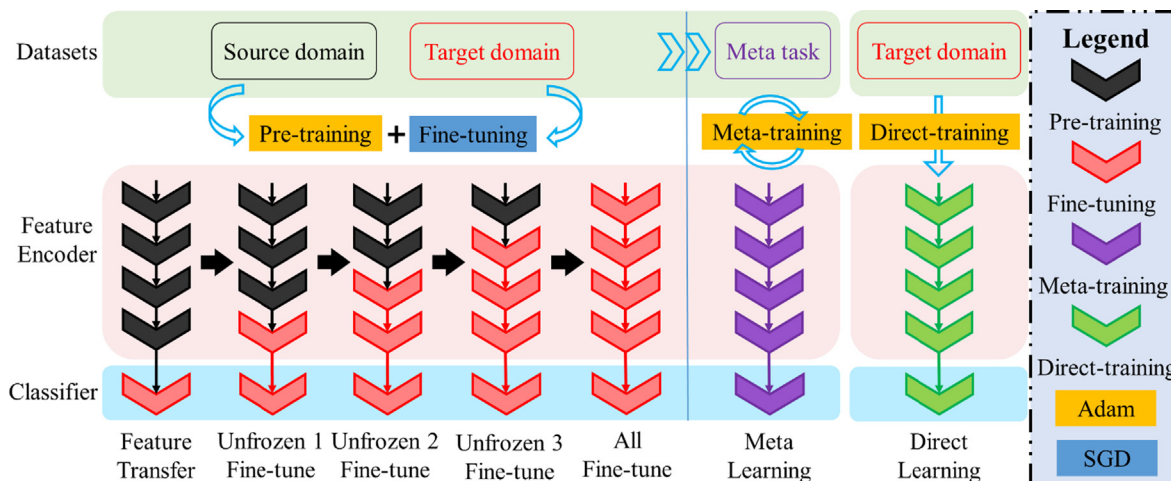 Datasets
Source domain
Target domain
Meta task
Target domain
Pre-training
+
Fine-tuning
Meta-training
Direct-training
Feature
Encoder
Classifier
Feature
Transfer
Unfrozen 1
Fine-tune
Unfrozen 2
Fine-tune
Unfrozen 3
Fine-tune
All
Fine-tune
Meta
Learning
Direct
Learning
Legend
Pre-training
Fine-tuning
Meta-training
Direct-training
Adam
SGD